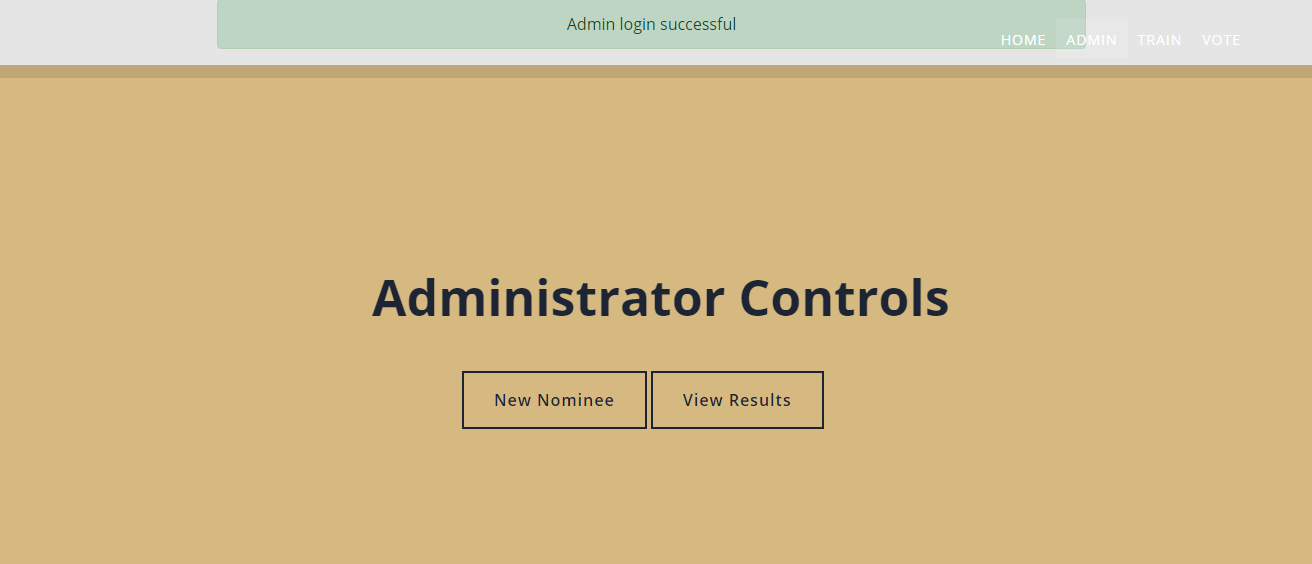 Admin login successful
HOME ADMIN TRAIN VOTE
Administrator Controls
New Nominee View Results